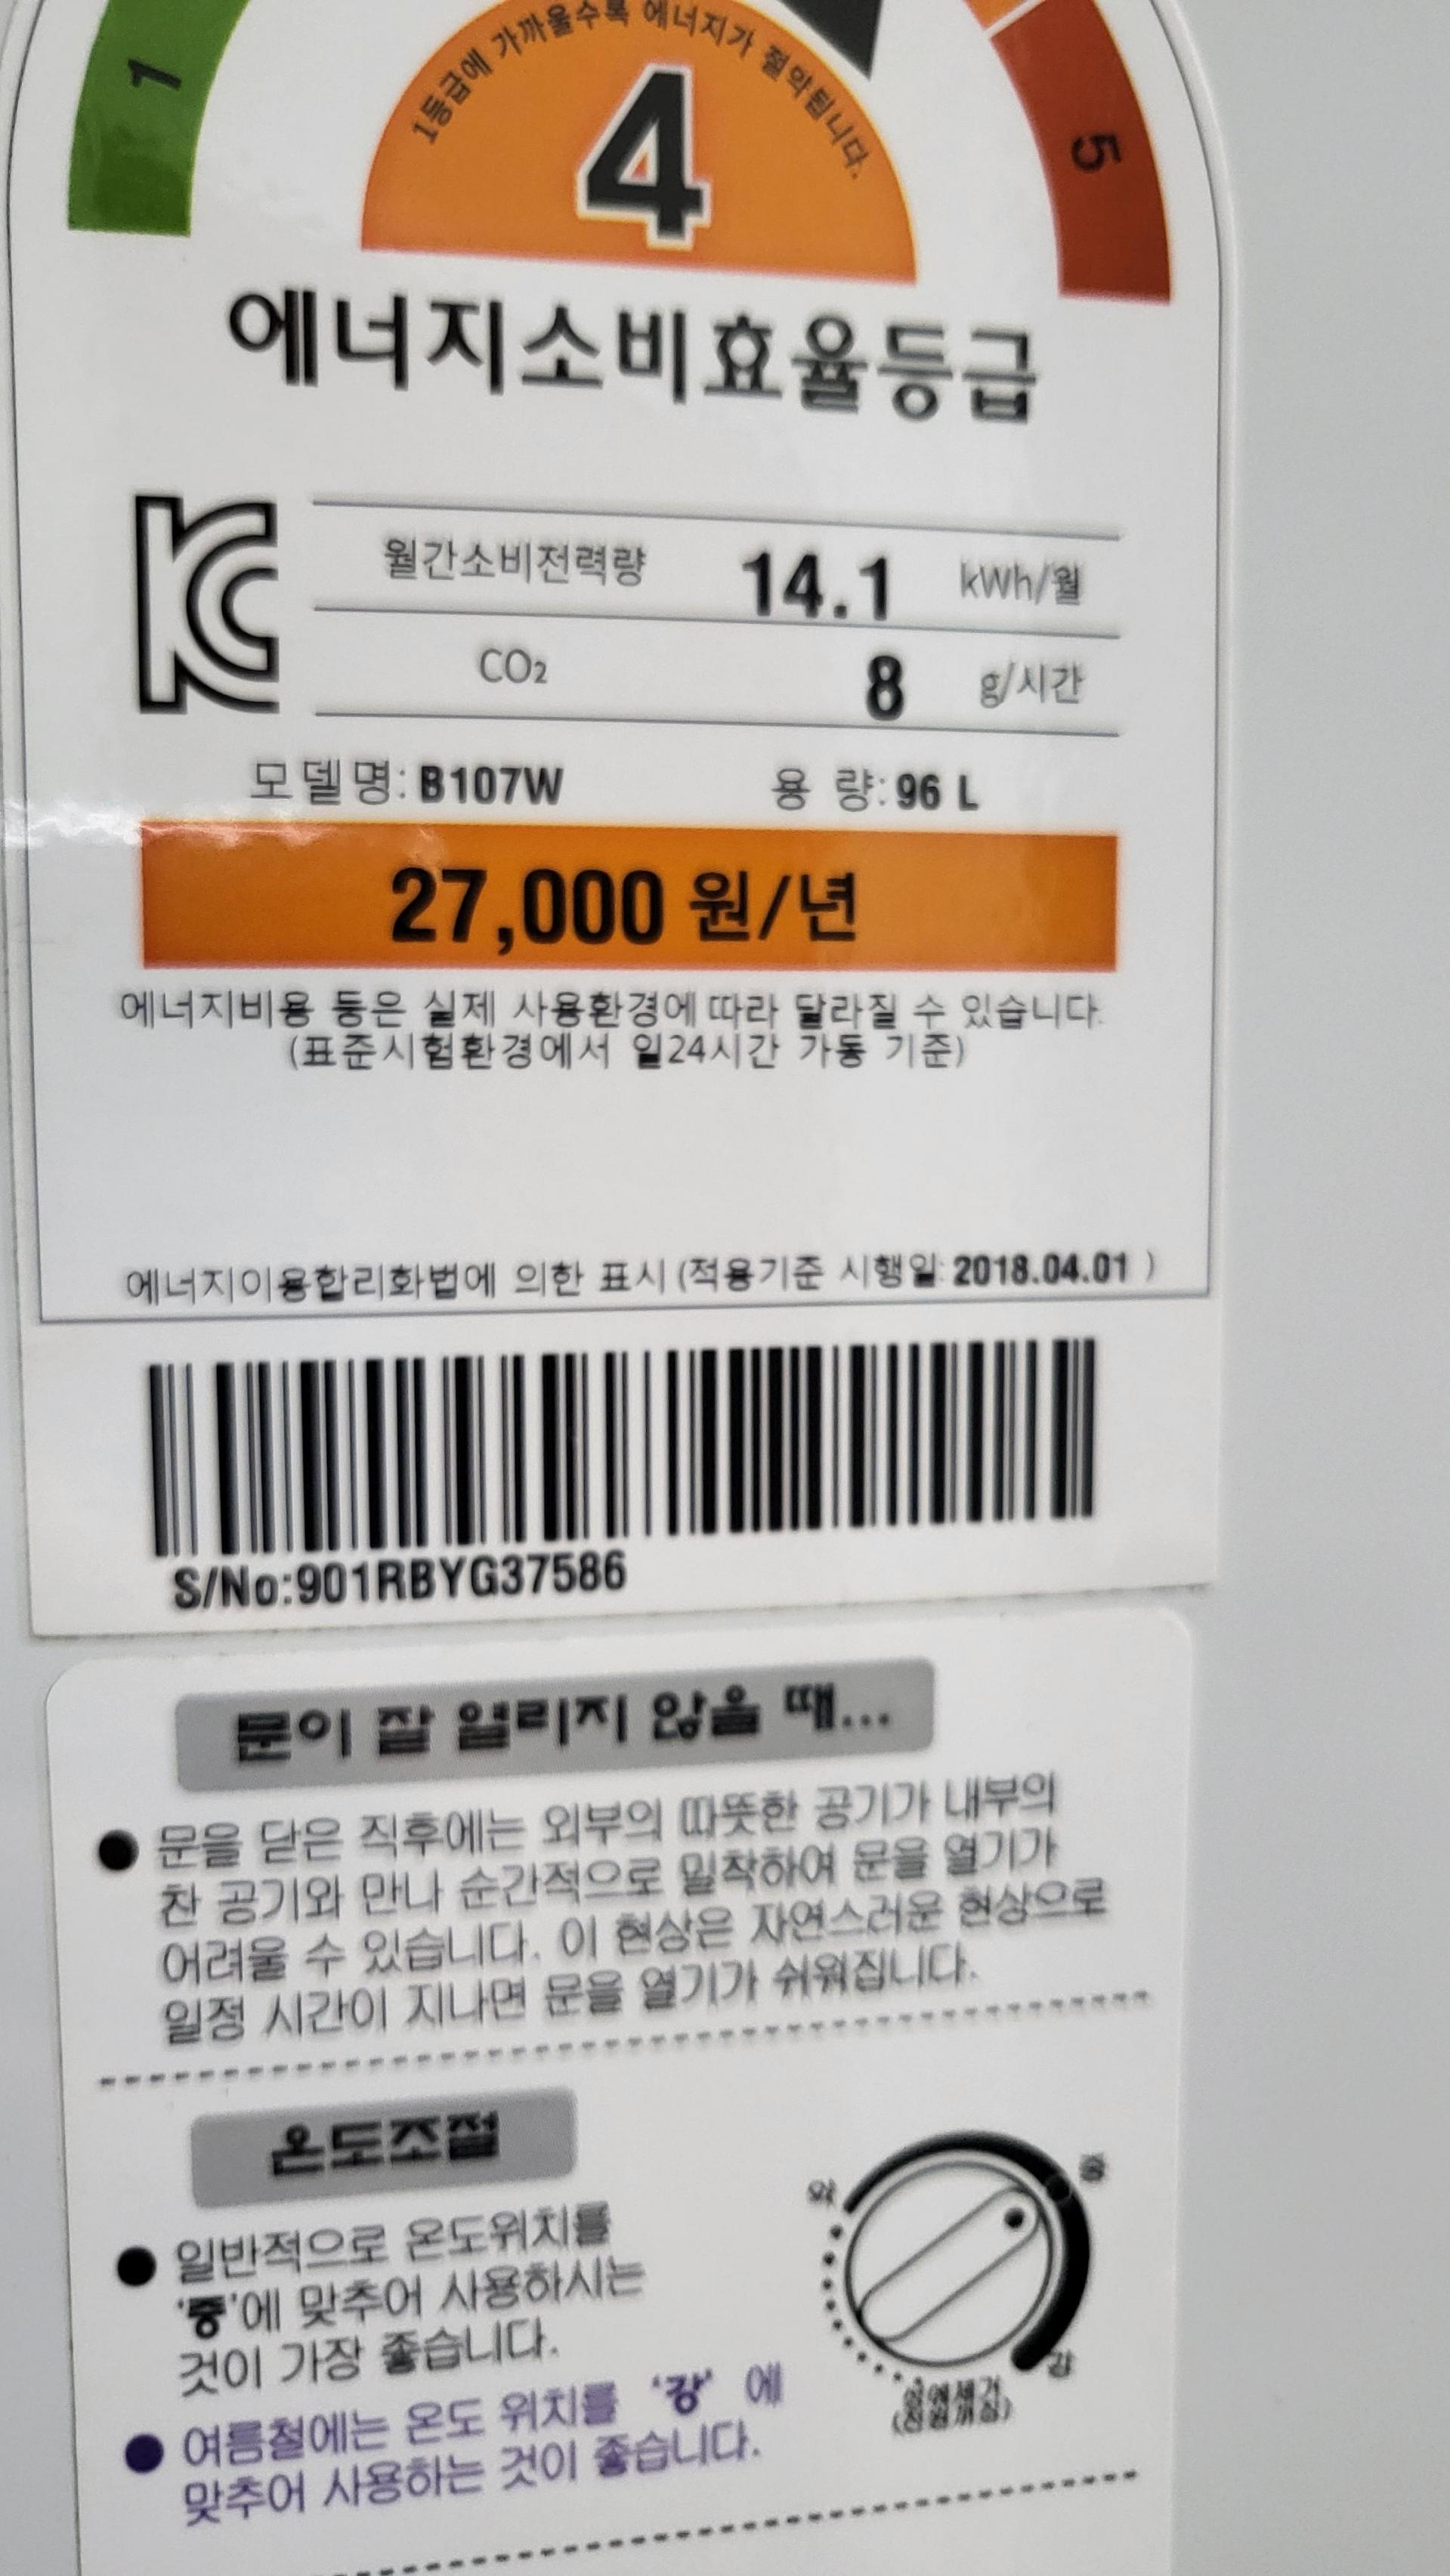 1등급에 가까울수록 에너지가 절약됩니다.
1
4
5
에너지소비효율등급
월간소비전력량 14.1 kWh/월
CO₂ 8 g/시간
모델명: B107W 용 량: 96 L
27,000 원/년
에너지비용 등은 실제 사용환경에 따라 달라질 수 있습니다.
(표준시험환경에서 일24시간 가동 기준)
에너지이용합리화법에 의한 표시 (적용기준 시행일: 2018.04.01 )
S/No:901RBYG37586
문이 잘 열리지 않을 때...
● 문을 닫은 직후에는 외부의 따뜻한 공기가 내부의
찬 공기와 만나 순간적으로 밀착하여 문을 열기가
어려울 수 있습니다. 이 현상은 자연스러운 현상으로
일정 시간이 지나면 문을 열기가 쉬워집니다.
온도조절
● 일반적으로 온도위치를
'중'에 맞추어 사용하시는
것이 가장 좋습니다.
● 여름철에는 온도 위치를 '강' 에
맞추어 사용하는 것이 좋습니다.
약
중
강
성에제거
(전원꺼짐)